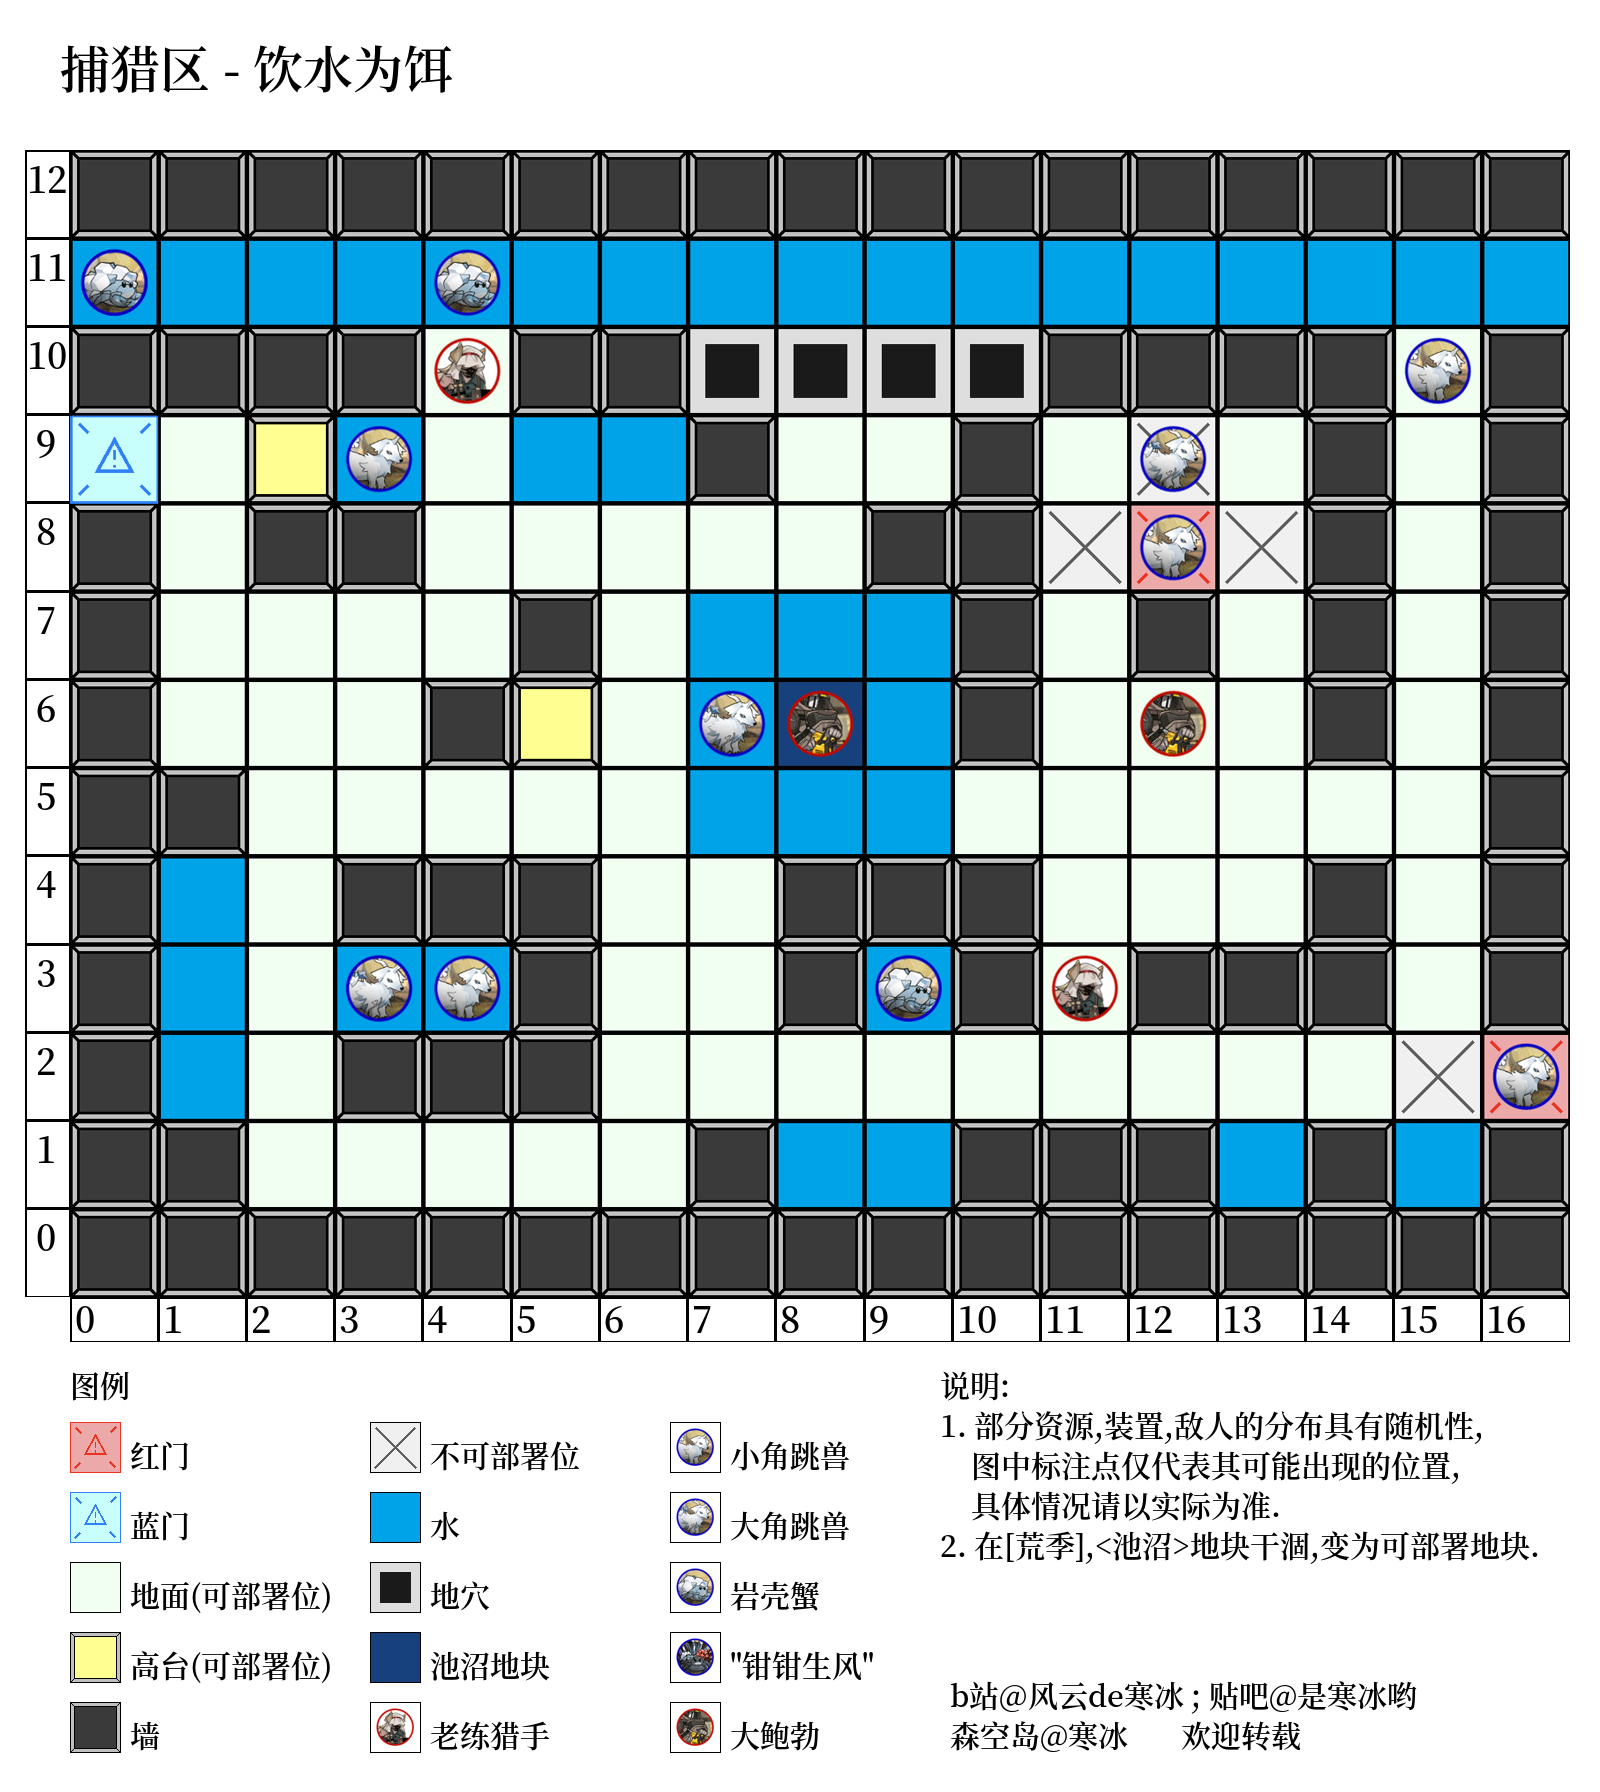 捕猎区 - 饮水为饵
12
11
10
9
8
7
6
5
4
3
2
1
0
0 1 2 3 4 5 6 7 8 9 10 11 12 13 14 15 16
图例
红门
蓝门
地面(可部署位)
高台(可部署位)
墙
不可部署位
水
地穴
池沼地块
老练猎手
小角跳兽
大角跳兽
岩壳蟹
"钳钳生风"
大鲍勃
说明:
1. 部分资源,装置,敌人的分布具有随机性,
图中标注点仅代表其可能出现的位置,
具体情况请以实际为准.
2. 在[荒季],<池沼>地块干涸,变为可部署地块.
b站@风云de寒冰 ; 贴吧@是寒冰哟
森空岛@寒冰 欢迎转载